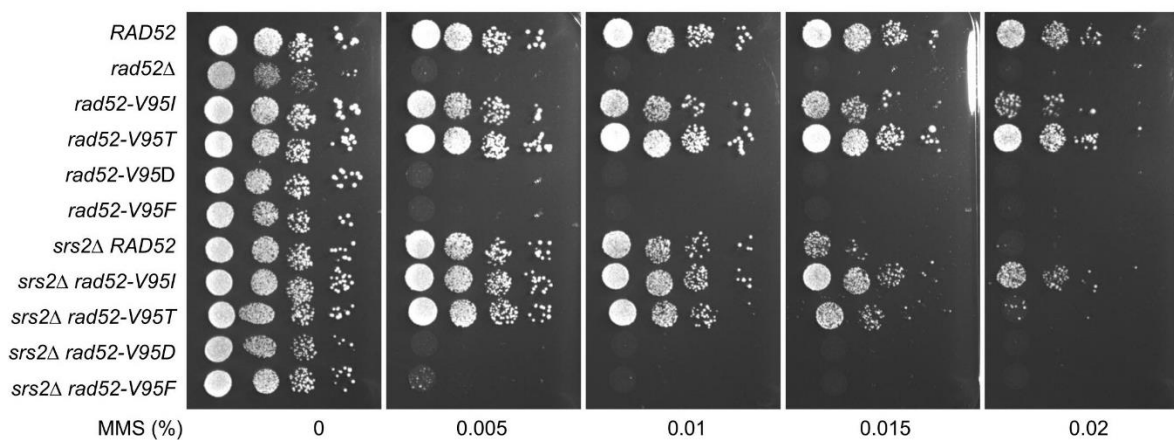 RAD52
rad52Δ
rad52-V95I
rad52-V95T
rad52-V95D
rad52-V95F
srs2Δ RAD52
srs2Δ rad52-V95I
srs2Δ rad52-V95T
srs2Δ rad52-V95D
srs2Δ rad52-V95F
MMS (%) 0 0.005 0.01 0.015 0.02